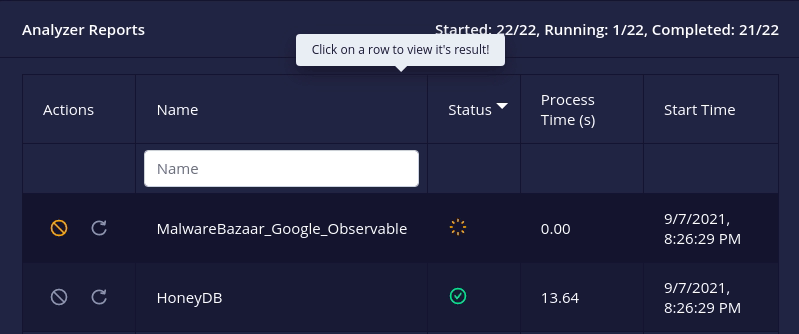 Analyzer Reports
Started: 22/22, Running: 1/22, Completed: 21/22
Click on a row to view it's result!
Actions
Name
Status
Process
Time (s)
Start Time
Name
MalwareBazaar_Google_Observable
0.00
9/7/2021,
8:26:29 PM
HoneyDB
13.64
9/7/2021,
8:26:29 PM